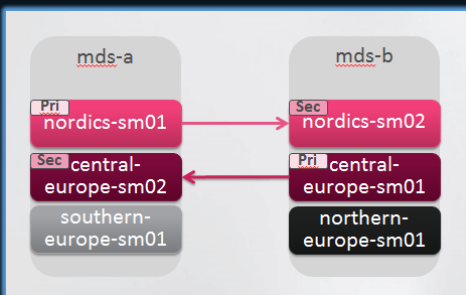 mds-a
Pri
nordics-sm01
Sec
central-
europe-sm02
southern-
europe-sm01
mds-b
Sec
nordics-sm02
Pri
central-
europe-sm01
northern-
europe-sm01